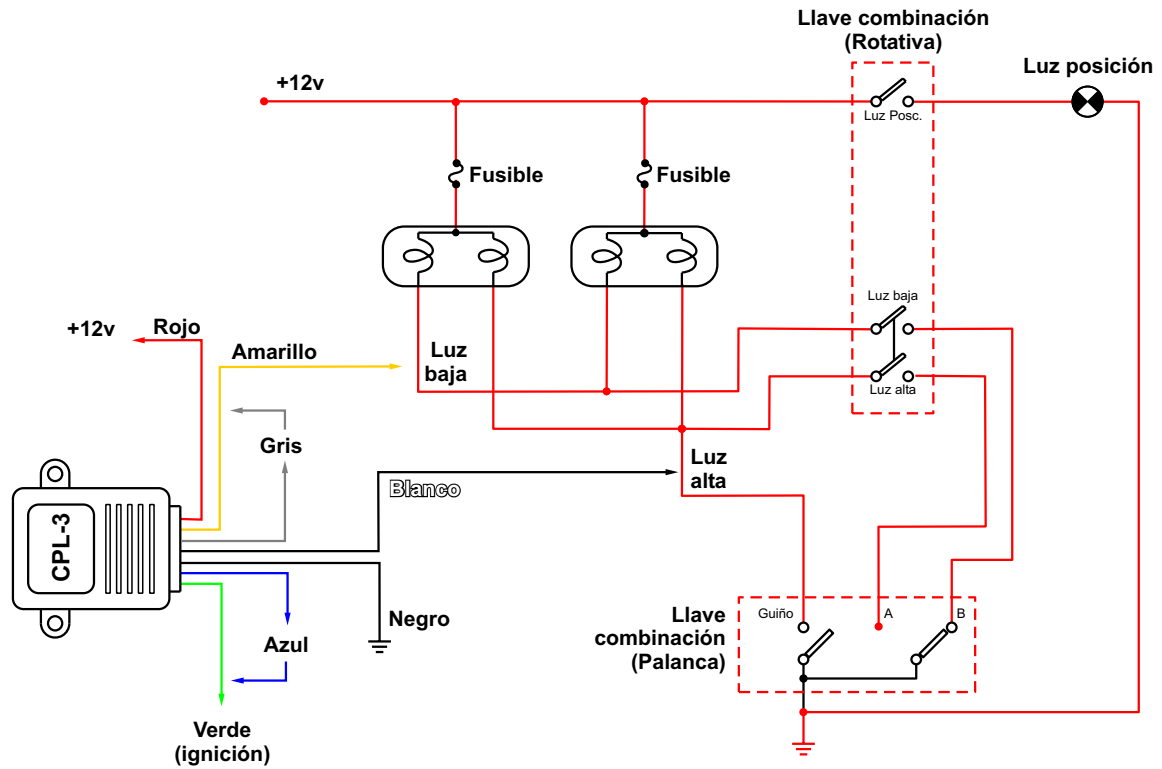 Llave combinación
(Rotativa)
Luz posición
+12v
Luz Posc.
Fusible
Fusible
Luz baja
+12v
Rojo
Amarillo
Luz
baja
Luz alta
Gris
Luz
alta
Blanco
CPL-3
Negro
Azul
Verde
(ignición)
Llave
combinación
(Palanca)
Guiño
A
B